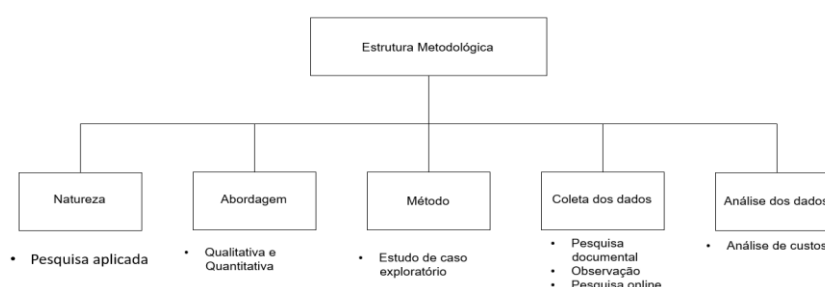 Estrutura Metodológica
Natureza
Abordagem
Método
Coleta dos dados
Análise dos dados
• Pesquisa aplicada
• Qualitativa e
Quantitativa
• Estudo de caso
exploratório
• Pesquisa
documental
• Observação
• Pesquisa online
• Análise de custos